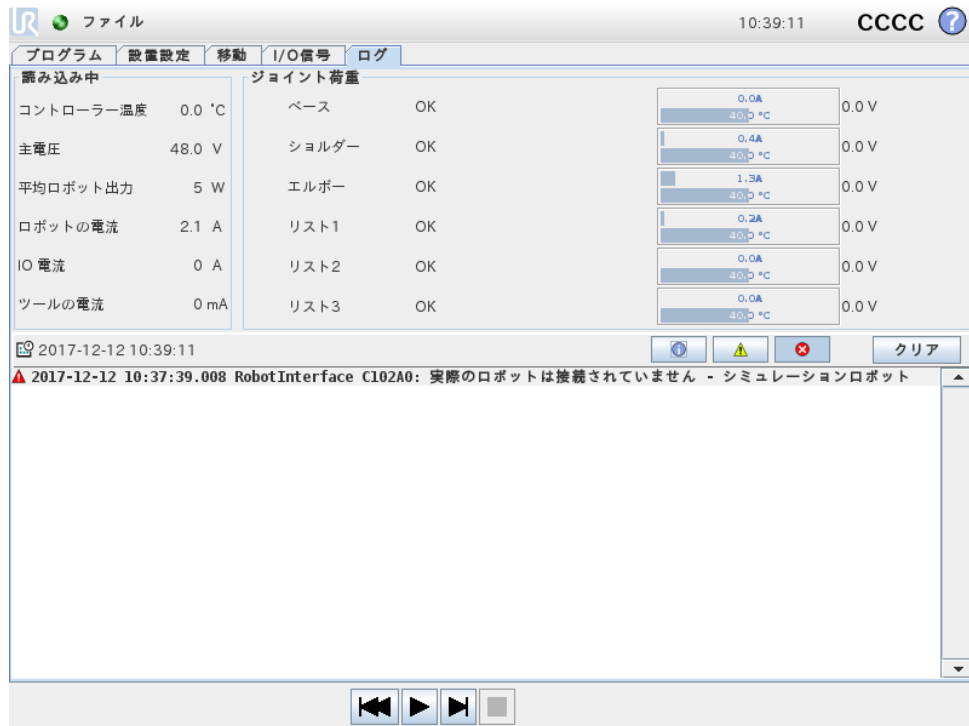 UR ファイル 10:39:11 CCCC ?
プログラム 設置設定 移動 I/O信号 ログ
読み込み中 ジョイント荷重
コントローラー温度 0.0 °C ベース OK 0.0A 40.0 °C 0.0 V
主電圧 48.0 V ショルダー OK 0.4A 40.0 °C 0.0 V
平均ロボット出力 5 W エルボー OK 1.3A 40.0 °C 0.0 V
ロボットの電流 2.1 A リスト1 OK 0.2A 40.0 °C 0.0 V
IO 電流 0 A リスト2 OK 0.0A 40.0 °C 0.0 V
ツールの電流 0 mA リスト3 OK 0.0A 40.0 °C 0.0 V
2017-12-12 10:39:11 クリア
2017-12-12 10:37:39.008 RobotInterface C102A0: 実際のロボットは接続されていません - シミュレーションロボット